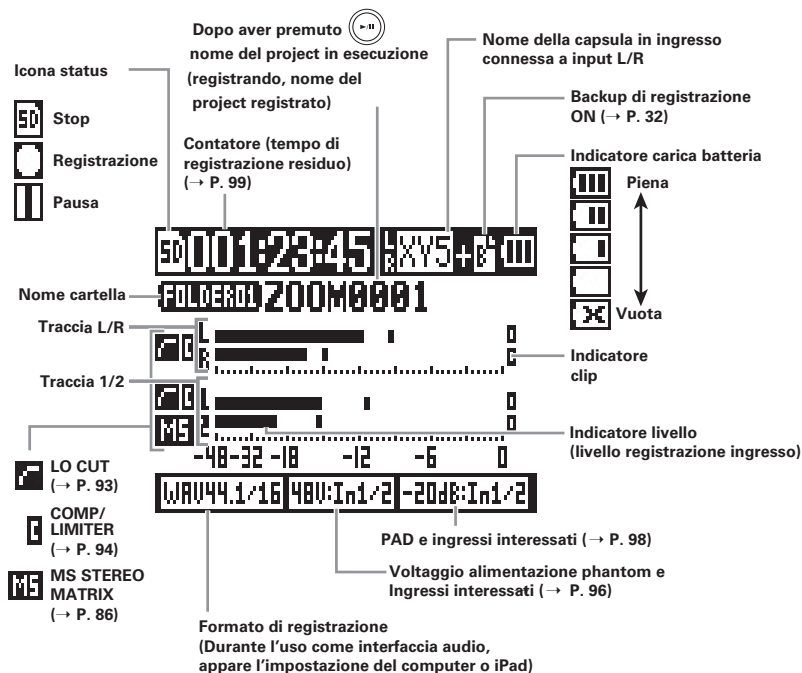 Dopo aver premuto
nome del project in esecuzione
(registrando, nome del
project registrato)
Nome della capsula in ingresso
connessa a input L/R
Icona status
SD
Stop
Registrazione
Pausa
Contatore (tempo di
registrazione residuo)
(→ P. 99)
Backup di registrazione
ON (→ P. 32)
Indicatore carica batteria
Piena
Vuota
SD 001:23:45 L R XY5+B
Nome cartella
FOLDER01 ZOOM0001
Traccia L/R
L
R
Indicatore
clip
Traccia 1/2
1
2
MS
Indicatore livello
(livello registrazione ingresso)
-48 -32 -18 -12 -6 0
LO CUT
(→ P. 93)
COMP/
LIMITER
(→ P. 94)
MS
MS STEREO
MATRIX
(→ P. 86)
WAV44.1/16 48V:In1/2 -20dB:In1/2
PAD e ingressi interessati (→ P. 98)
Voltaggio alimentazione phantom e
Ingressi interessati (→ P. 96)
Formato di registrazione
(Durante l'uso come interfaccia audio,
appare l'impostazione del computer o iPad)